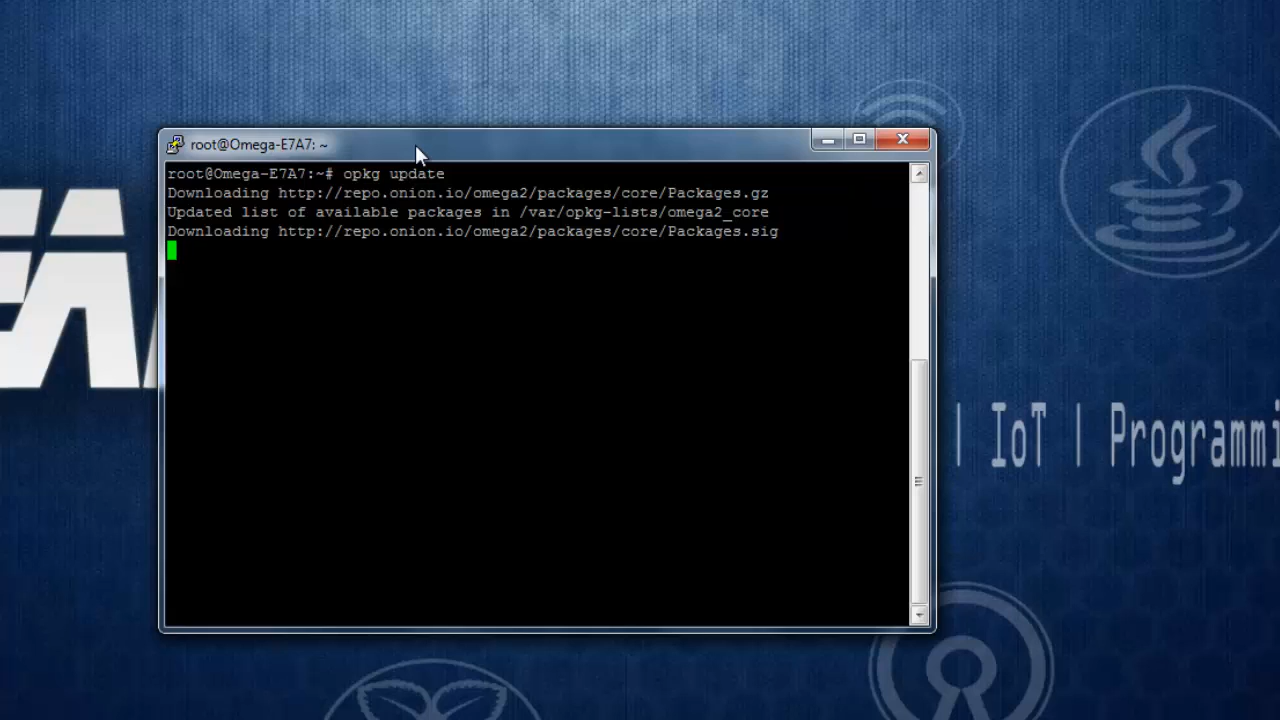 root@Omega-E7A7: ~
root@Omega-E7A7:~# opkg update
Downloading http://repo.onion.io/omega2/packages/core/Packages.gz
Updated list of available packages in /var/opkg-lists/omega2_core
Downloading http://repo.onion.io/omega2/packages/core/Packages.sig
| IoT | Programmi